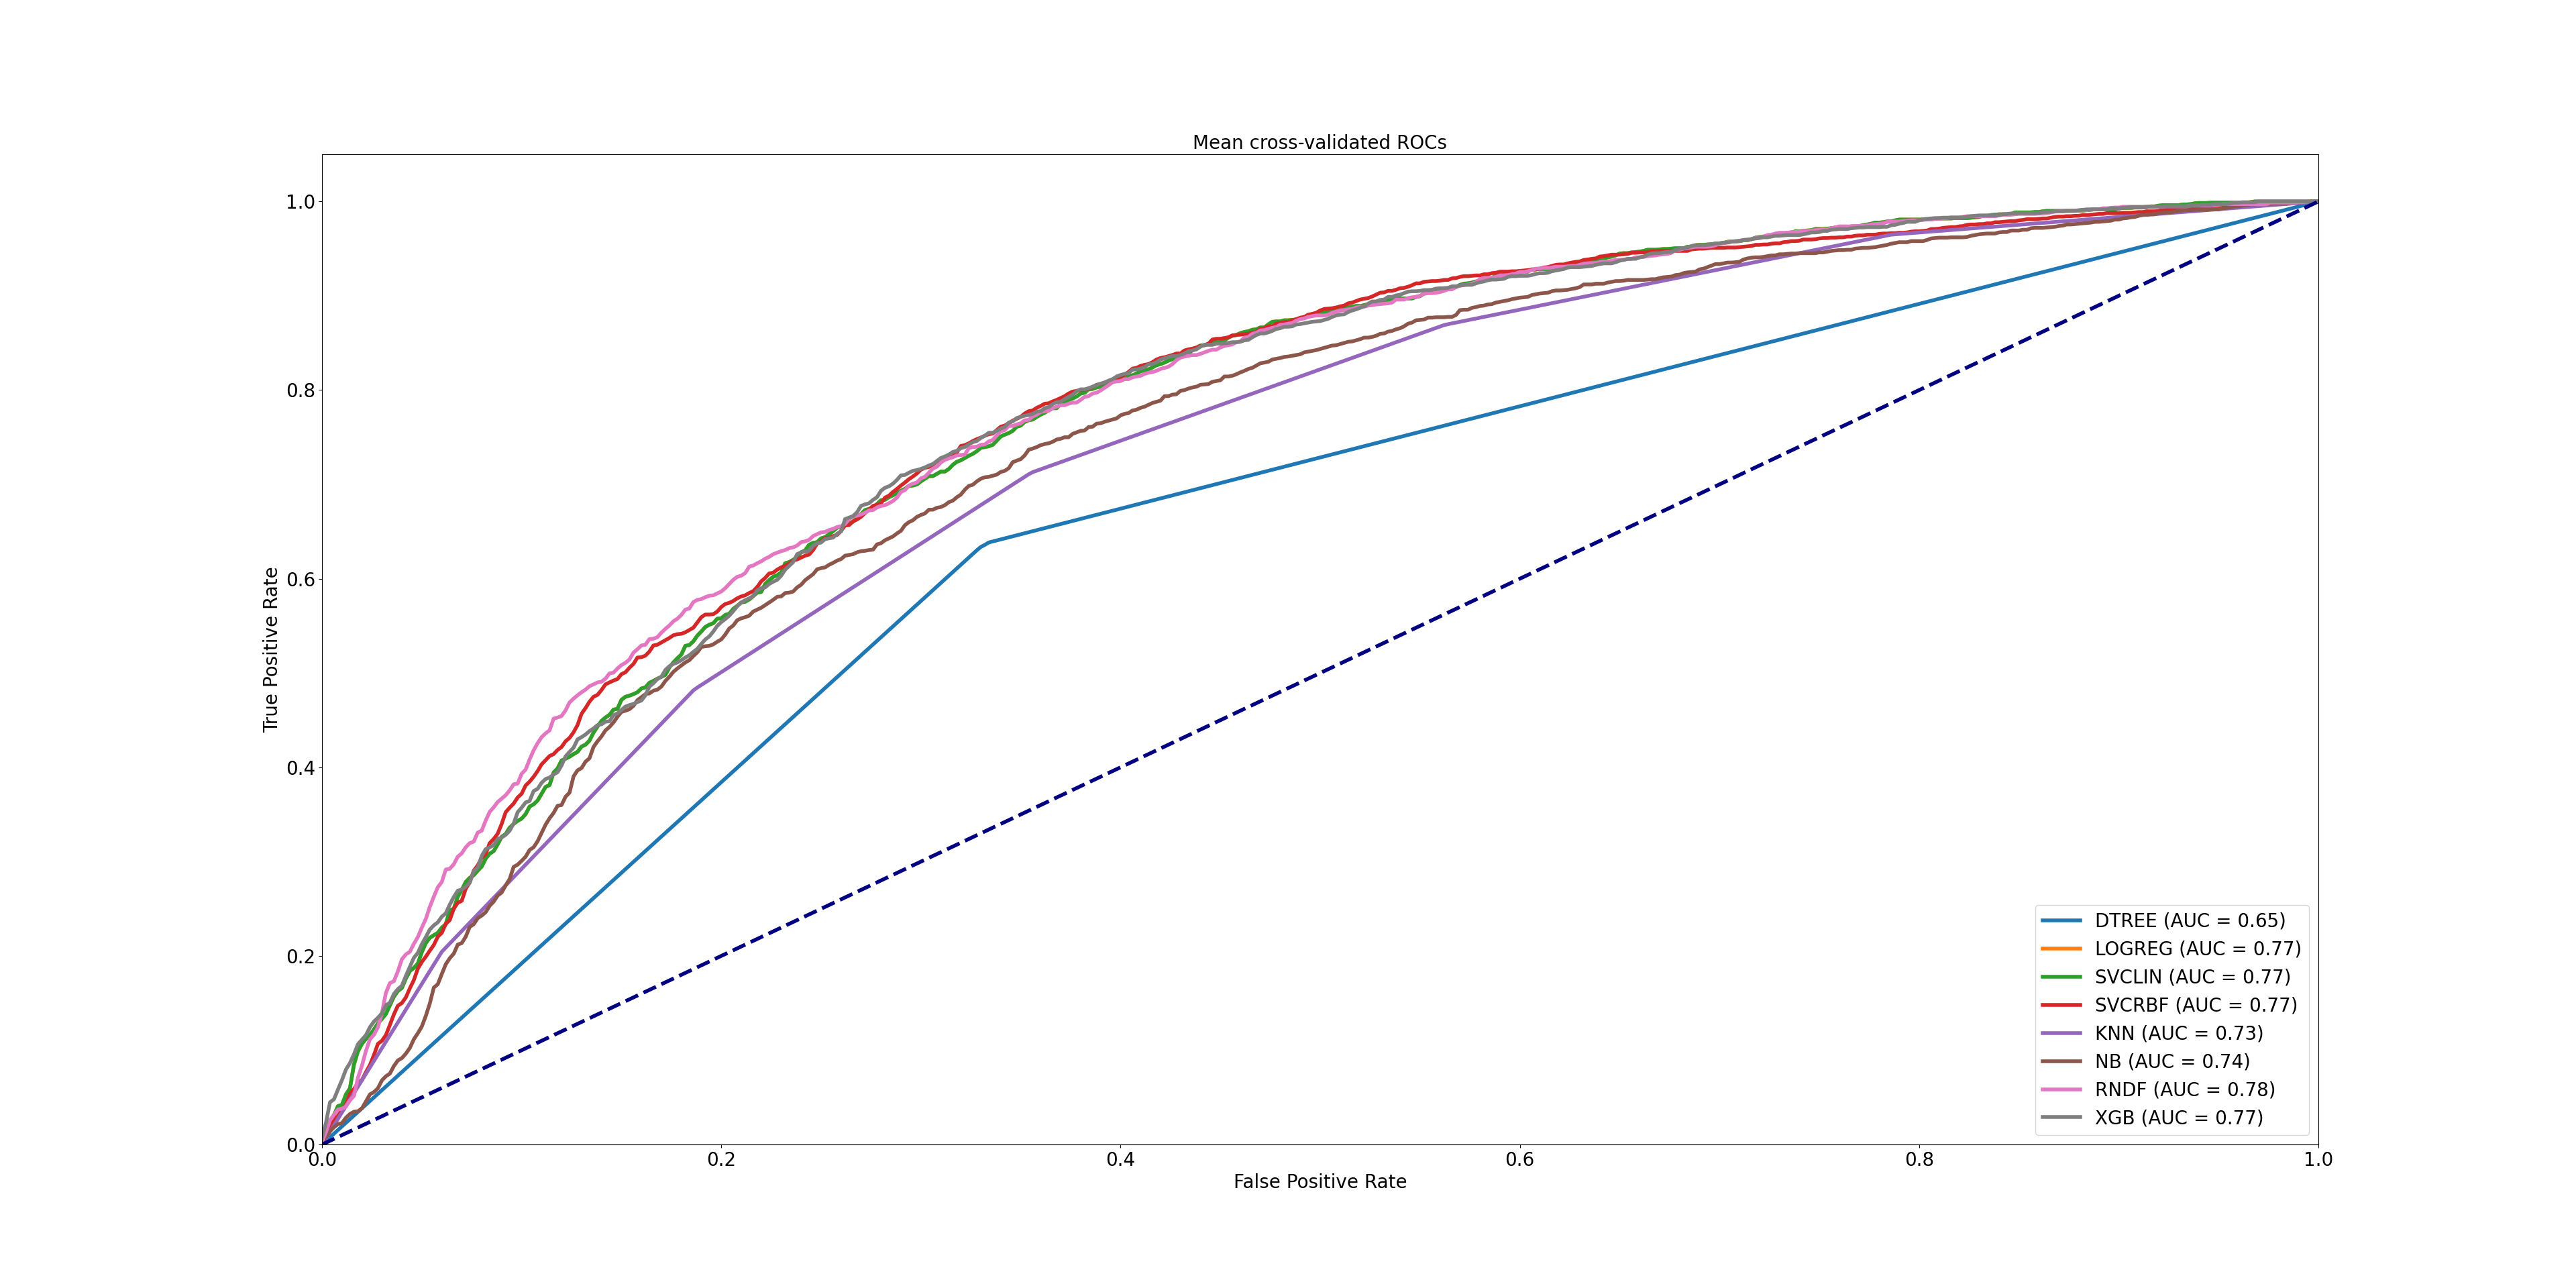 Mean cross-validated ROCs
1.0
0.8
0.6
0.4
0.2
0.0
True Positive Rate
0.0 0.2 0.4 0.6 0.8 1.0
False Positive Rate
DTREE (AUC = 0.65)
LOGREG (AUC = 0.77)
SVCLIN (AUC = 0.77)
SVCRBF (AUC = 0.77)
KNN (AUC = 0.73)
NB (AUC = 0.74)
RNDF (AUC = 0.78)
XGB (AUC = 0.77)